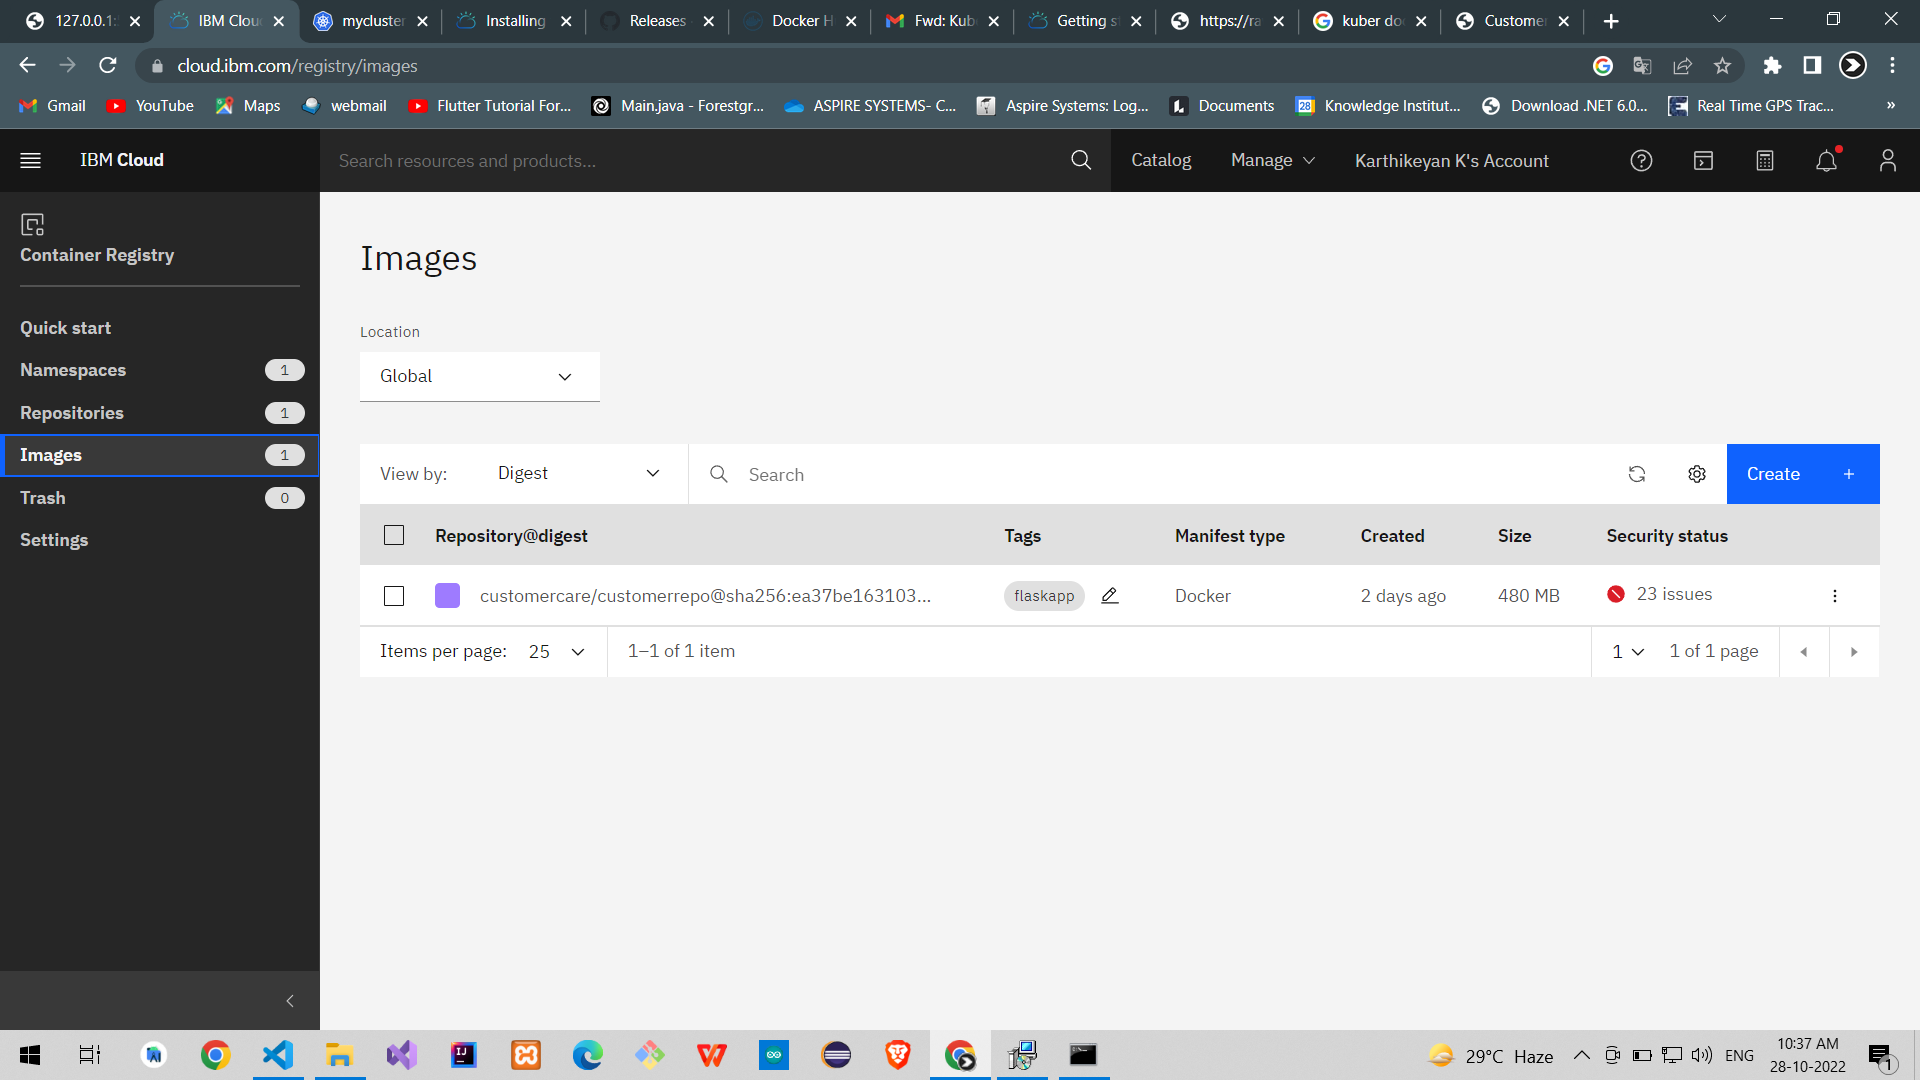 127.0.0.1:
IBM Clou
mycluster
Installing
Releases
Docker H
Fwd: Kub
Getting s
https://ra
kuber do
Customer
cloud.ibm.com/registry/images
Gmail
YouTube
Maps
webmail
Flutter Tutorial For...
Main.java - Forestgr...
ASPIRE SYSTEMS- C...
Aspire Systems: Log...
Documents
28
Knowledge Institut...
Download .NET 6.0...
Real Time GPS Trac...
»
IBM Cloud
Search resources and products...
Catalog
Manage
Karthikeyan K's Account
Container Registry
Quick start
Namespaces 1
Repositories 1
Images 1
Trash 0
Settings
Images
Location
Global
View by: Digest
Search
Create +
Repository@digest Tags Manifest type Created Size Security status
customercare/customerrepo@sha256:ea37be163103... flaskapp Docker 2 days ago 480 MB 23 issues
Items per page: 25 1–1 of 1 item 1 1 of 1 page
29°C Haze
ENG
10:37 AM
28-10-2022
1